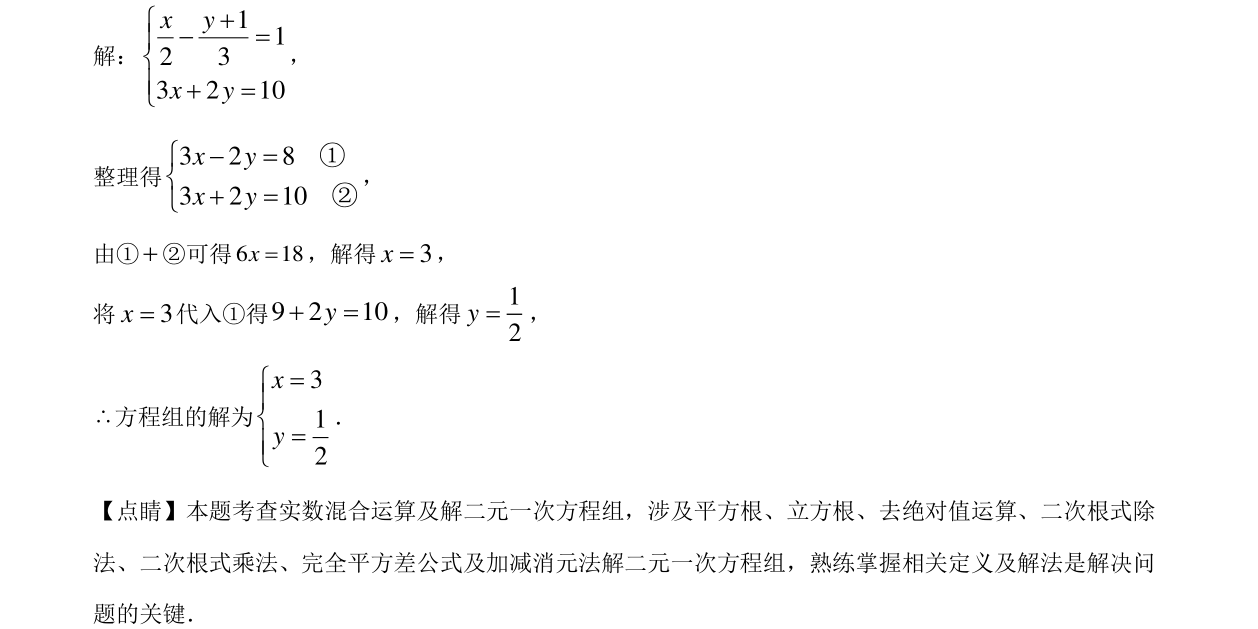 解：{x/2 − (y+1)/3 = 1
3x + 2y = 10，
整理得{3x − 2y = 8 ①
3x + 2y = 10 ②，
由①+②可得6x = 18，解得x = 3，
将x = 3代入①得9 + 2y = 10，解得y = 1/2，
∴方程组的解为{x = 3
y = 1/2．
【点睛】本题考查实数混合运算及解二元一次方程组，涉及平方根、立方根、去绝对值运算、二次根式除
法、二次根式乘法、完全平方差公式及加减消元法解二元一次方程组，熟练掌握相关定义及解法是解决问
题的关键．